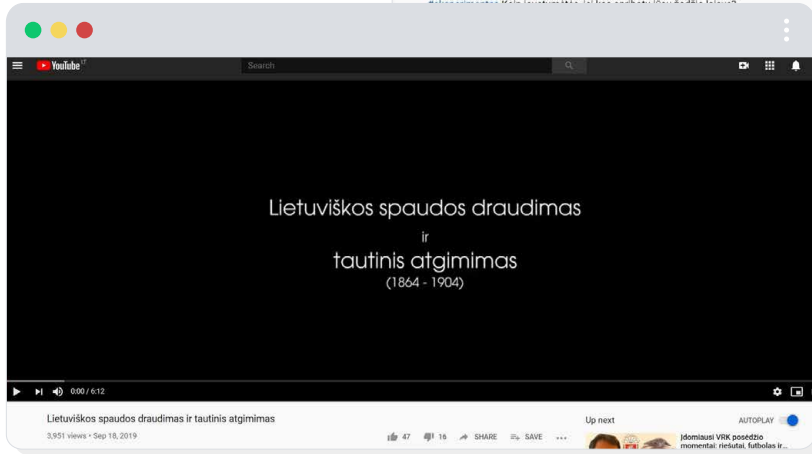 #eksperimentas
YouTube IT
Search
Lietuviškos spaudos draudimas
ir
tautinis atgimimas
(1864 - 1904)
0:00 / 6:12
Lietuviškos spaudos draudimas ir tautinis atgimimas
3,951 views • Sep 18, 2019
47
16
SHARE
SAVE
Up next
AUTOPLAY
Įdomiausi VRK posėdžio
momentai: riešutai, futbolas ir...